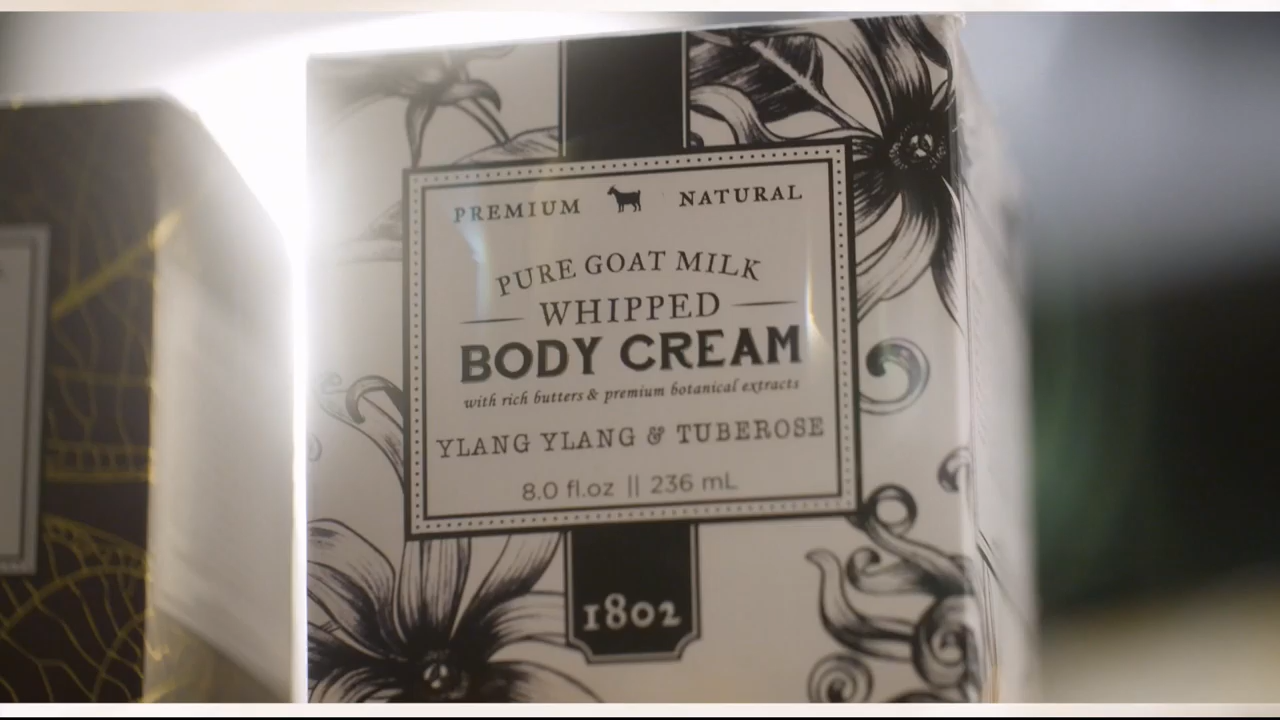 PREMIUM NATURAL
PURE GOAT MILK
WHIPPED
BODY CREAM
with rich butters & premium botanical extracts
YLANG YLANG & TUBEROSE
8.0 fl.oz || 236 mL
1802